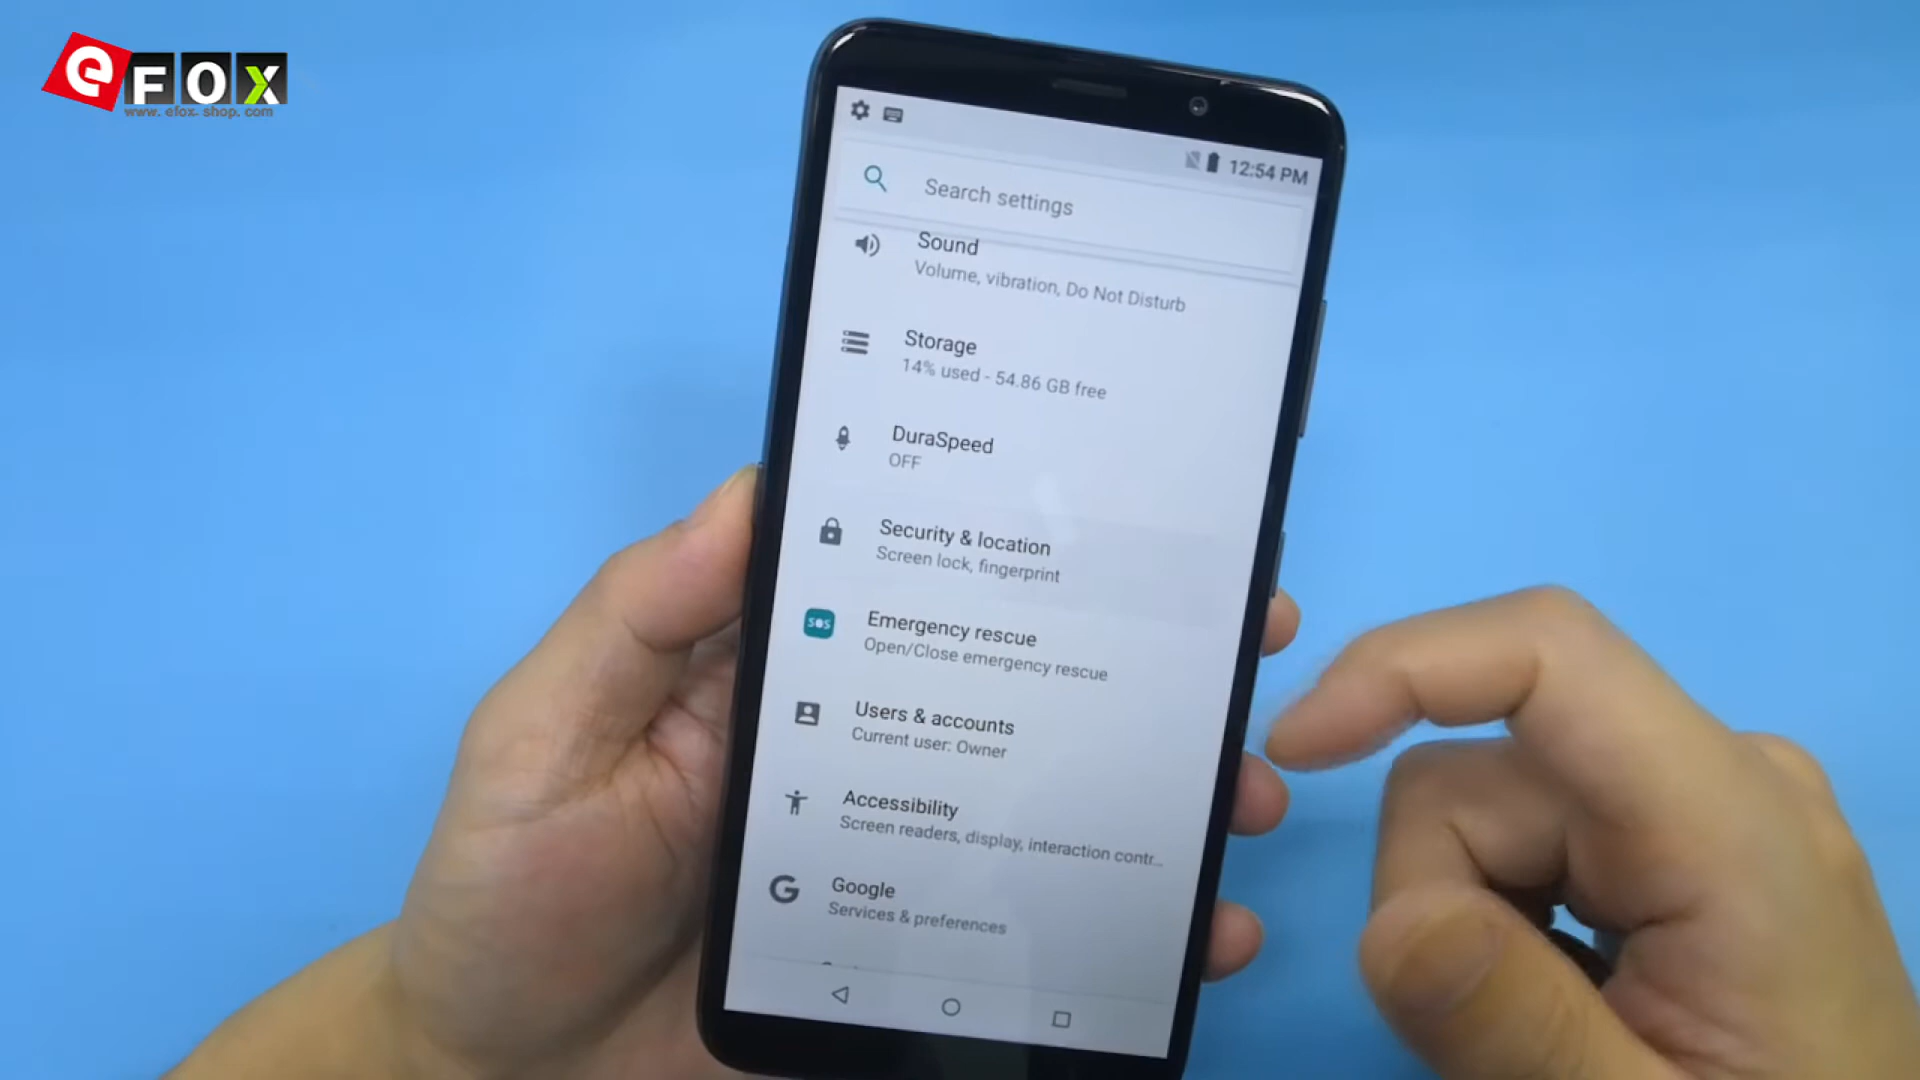 eFOX
www. efox-shop. com
12:54 PM
Search settings
Sound
Volume, vibration, Do Not Disturb
Storage
14% used - 54.86 GB free
DuraSpeed
OFF
Security & location
Screen lock, fingerprint
SOS
Emergency rescue
Open/Close emergency rescue
Users & accounts
Current user: Owner
Accessibility
Screen readers, display, interaction contr...
G
Google
Services & preferences